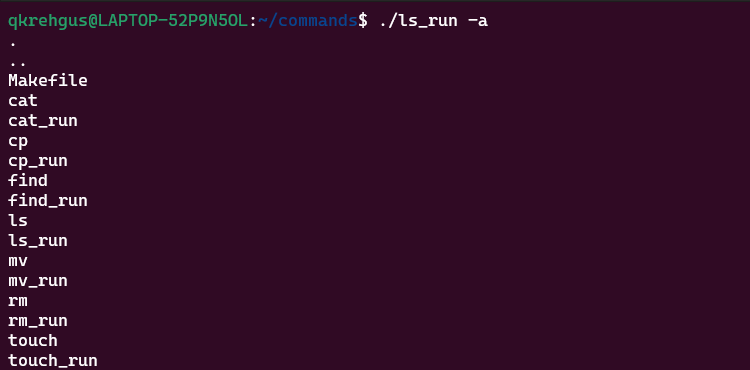 qkrehgus@LAPTOP-52P9N5OL:~/commands$ ./ls_run -a
.
..
Makefile
cat
cat_run
cp
cp_run
find
find_run
ls
ls_run
mv
mv_run
rm
rm_run
touch
touch_run